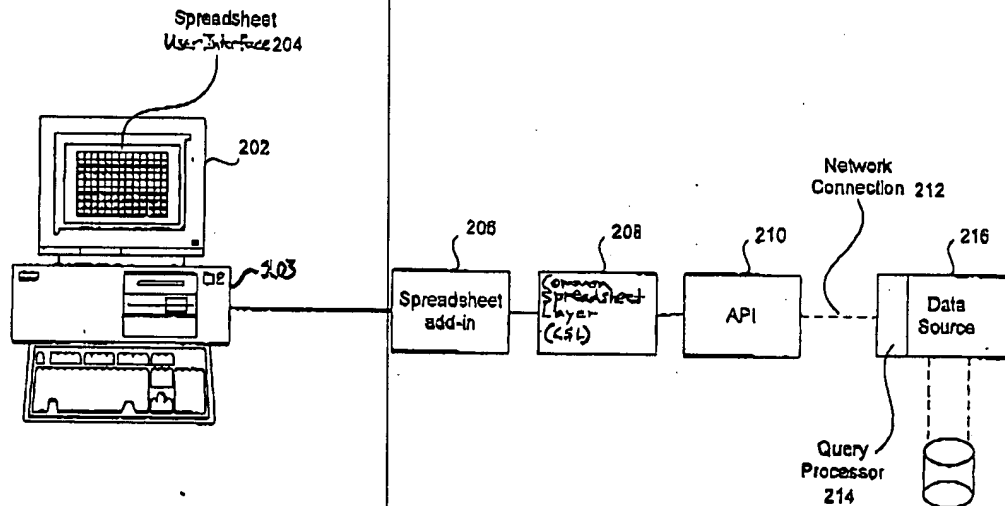 Spreadsheet
User Interface 204
202
203
206
Spreadsheet
add-in
208
Common
Spreadsheet
Layer
(CSL)
210
API
Network
Connection 212
216
Data
Source
Query
Processor
214